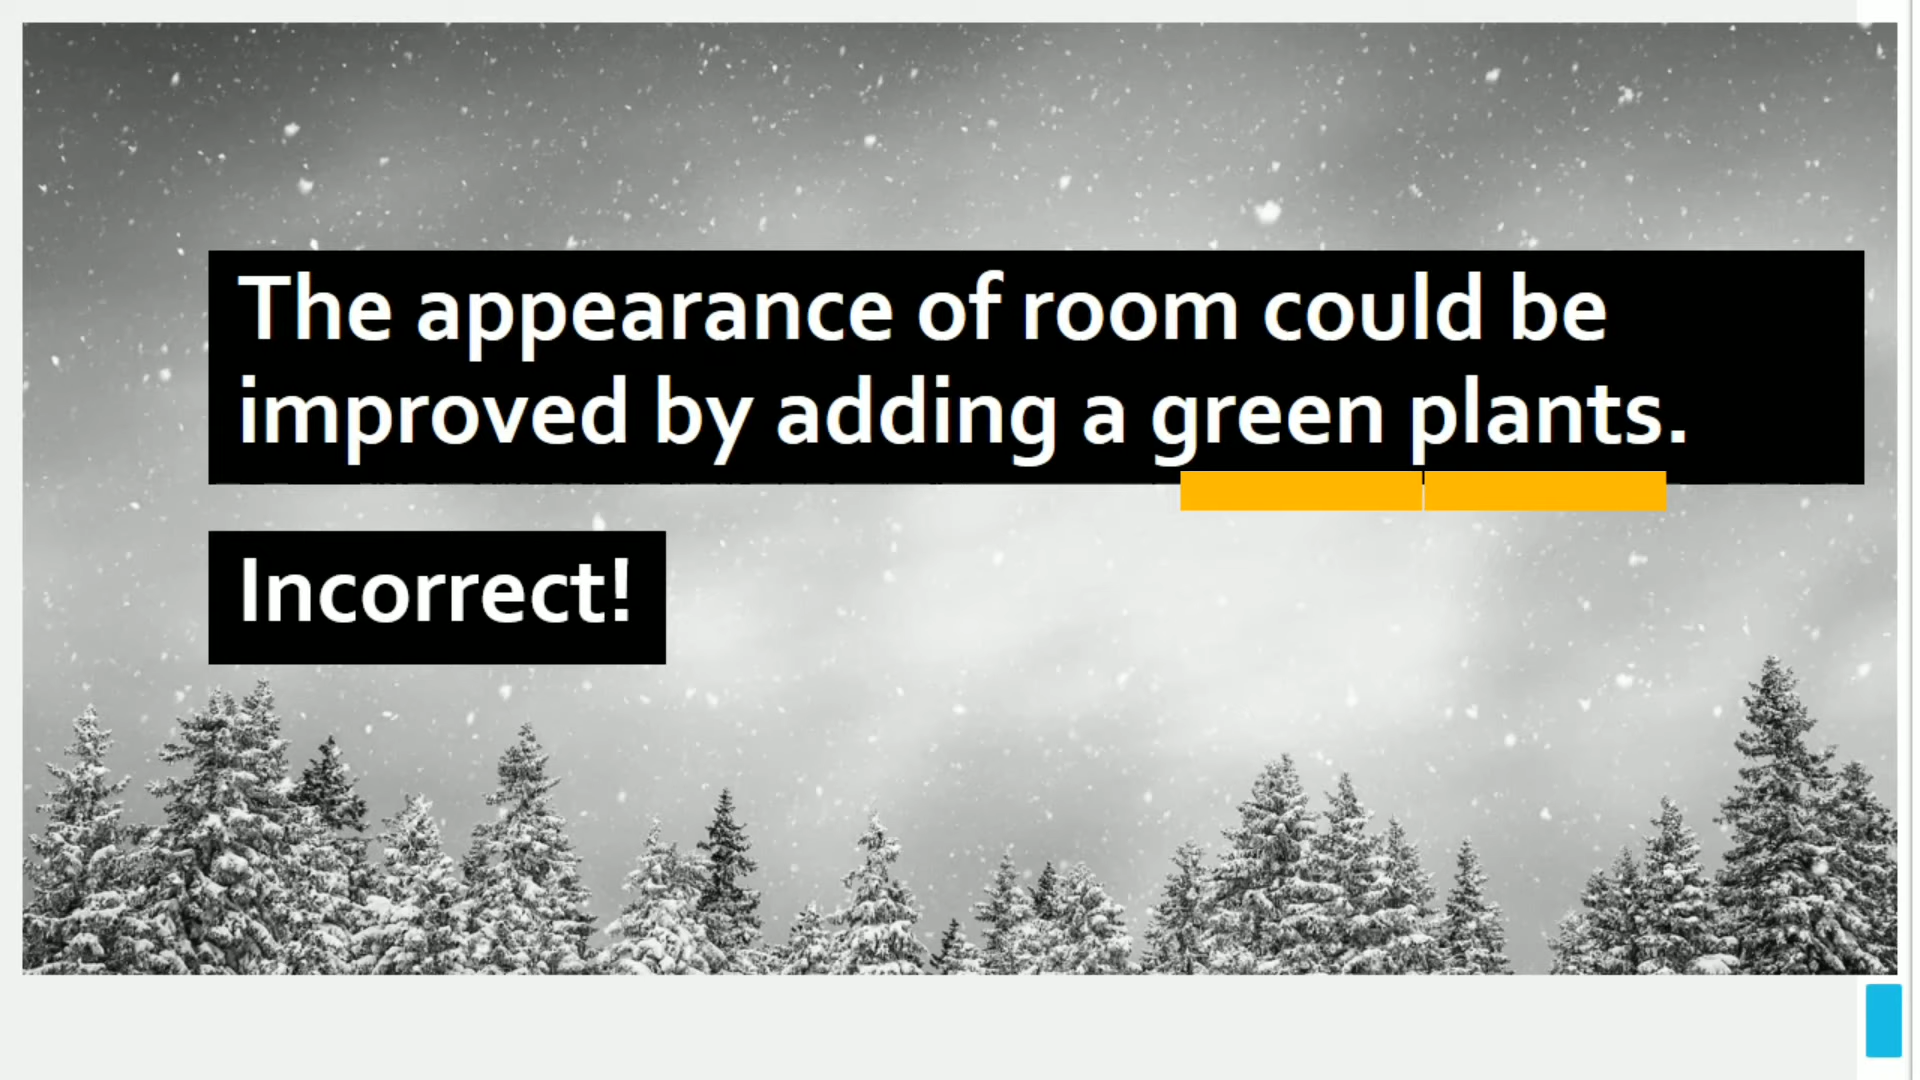 The appearance of room could be
improved by adding a green plants.
Incorrect!